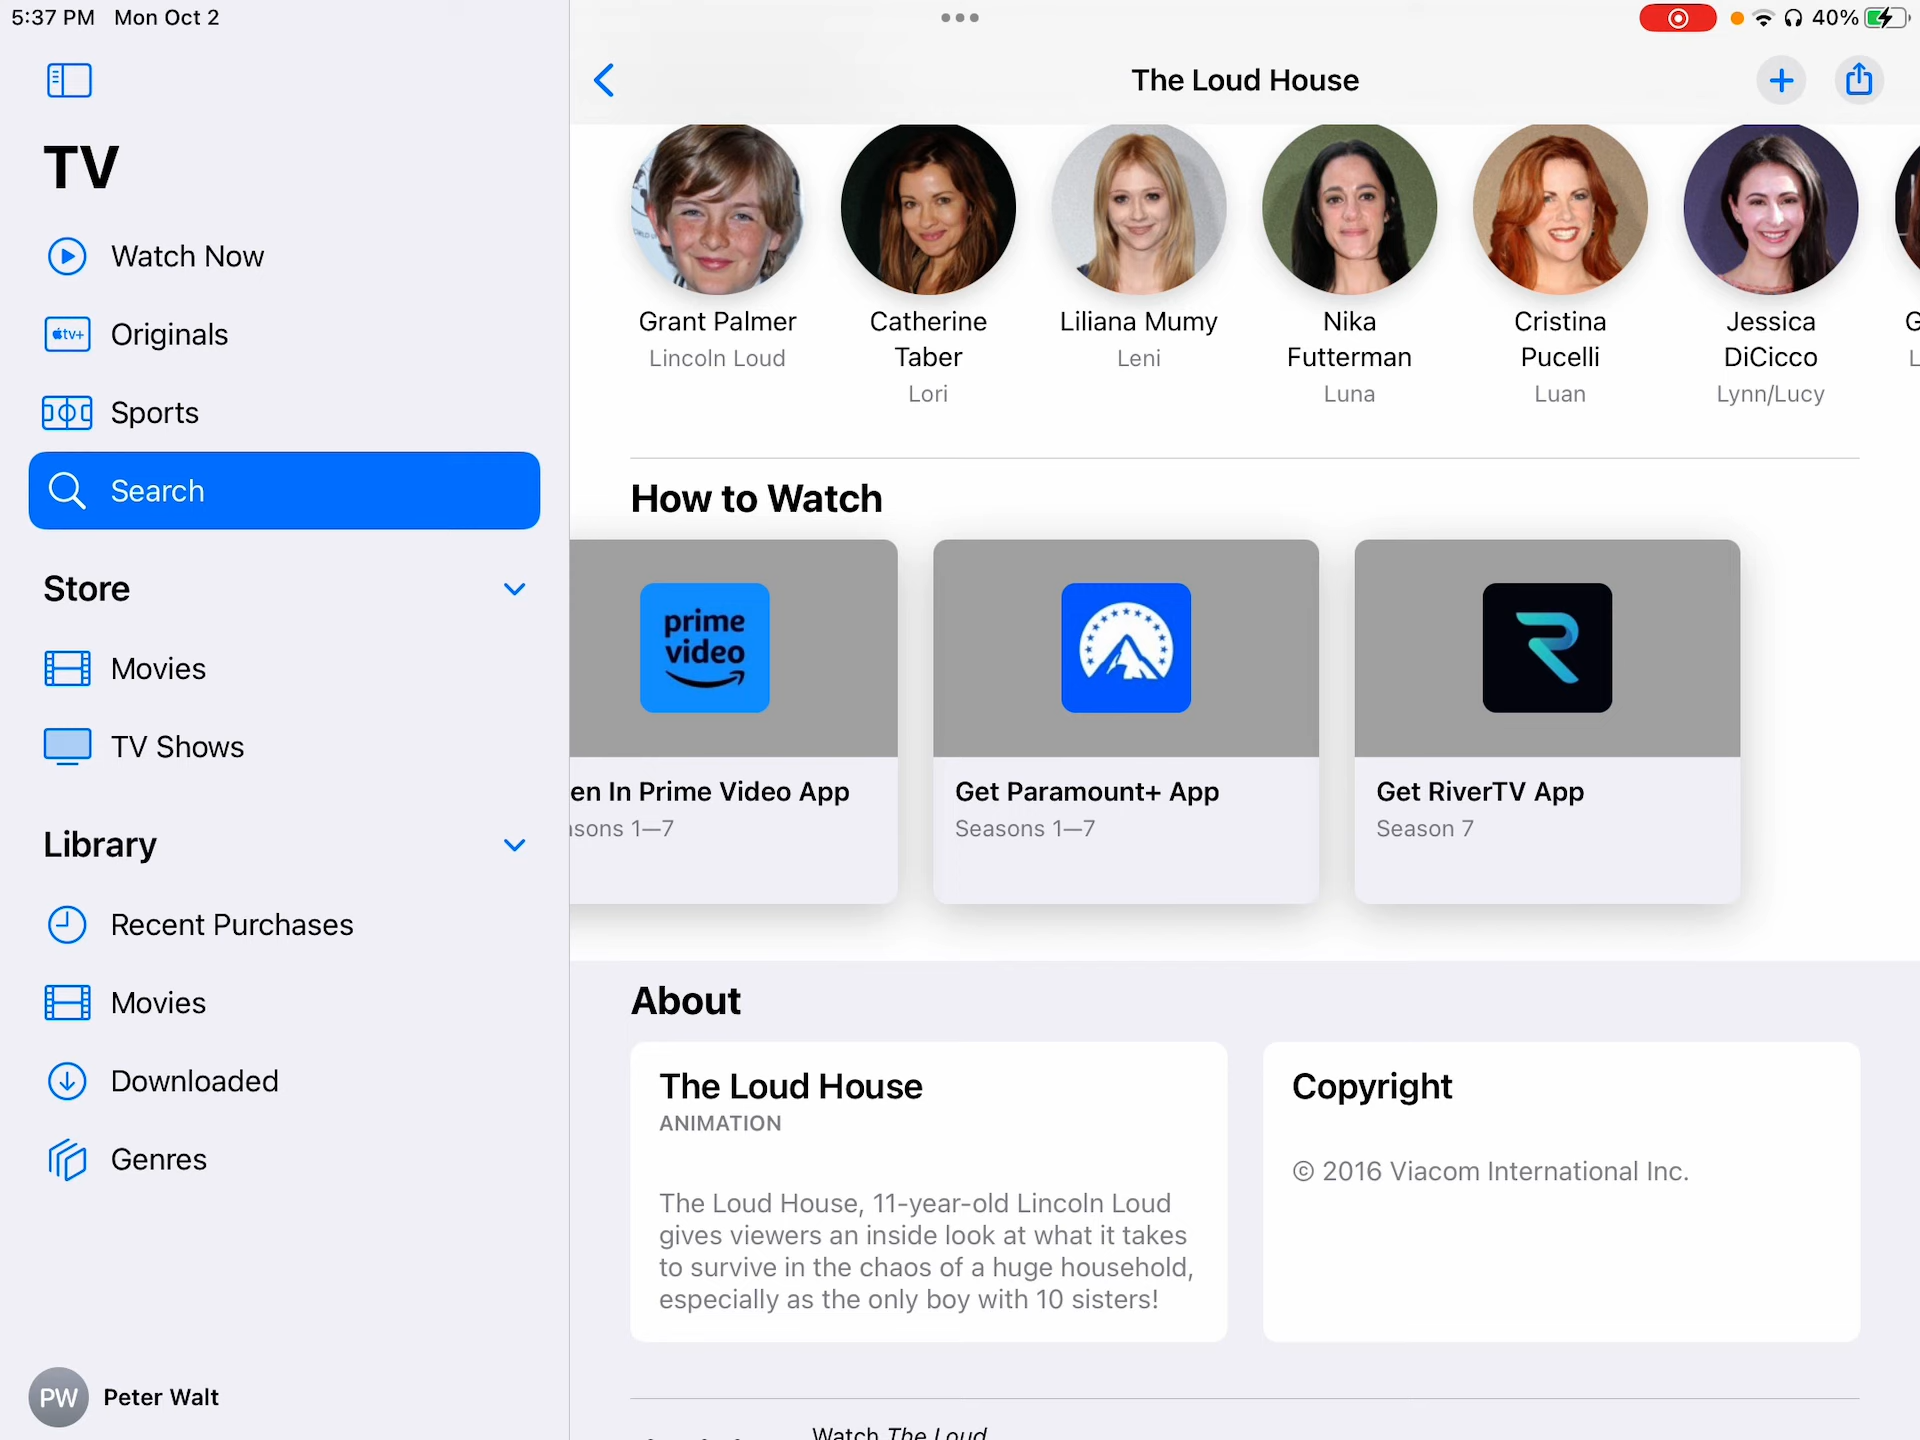 5:37 PM Mon Oct 2
40%
TV
Watch Now
tv+
Originals
Sports
Search
Store
Movies
TV Shows
Library
Recent Purchases
Movies
Downloaded
Genres
PW
Peter Walt
The Loud House
Grant Palmer
Lincoln Loud
Catherine
Taber
Lori
Liliana Mumy
Leni
Nika
Futterman
Luna
Cristina
Pucelli
Luan
Jessica
DiCicco
Lynn/Lucy
G
L
How to Watch
prime
video
en In Prime Video App
asons 1—7
Get Paramount+ App
Seasons 1—7
Get RiverTV App
Season 7
About
The Loud House
ANIMATION
The Loud House, 11-year-old Lincoln Loud
gives viewers an inside look at what it takes
to survive in the chaos of a huge household,
especially as the only boy with 10 sisters!
Copyright
© 2016 Viacom International Inc.
Watch The Loud